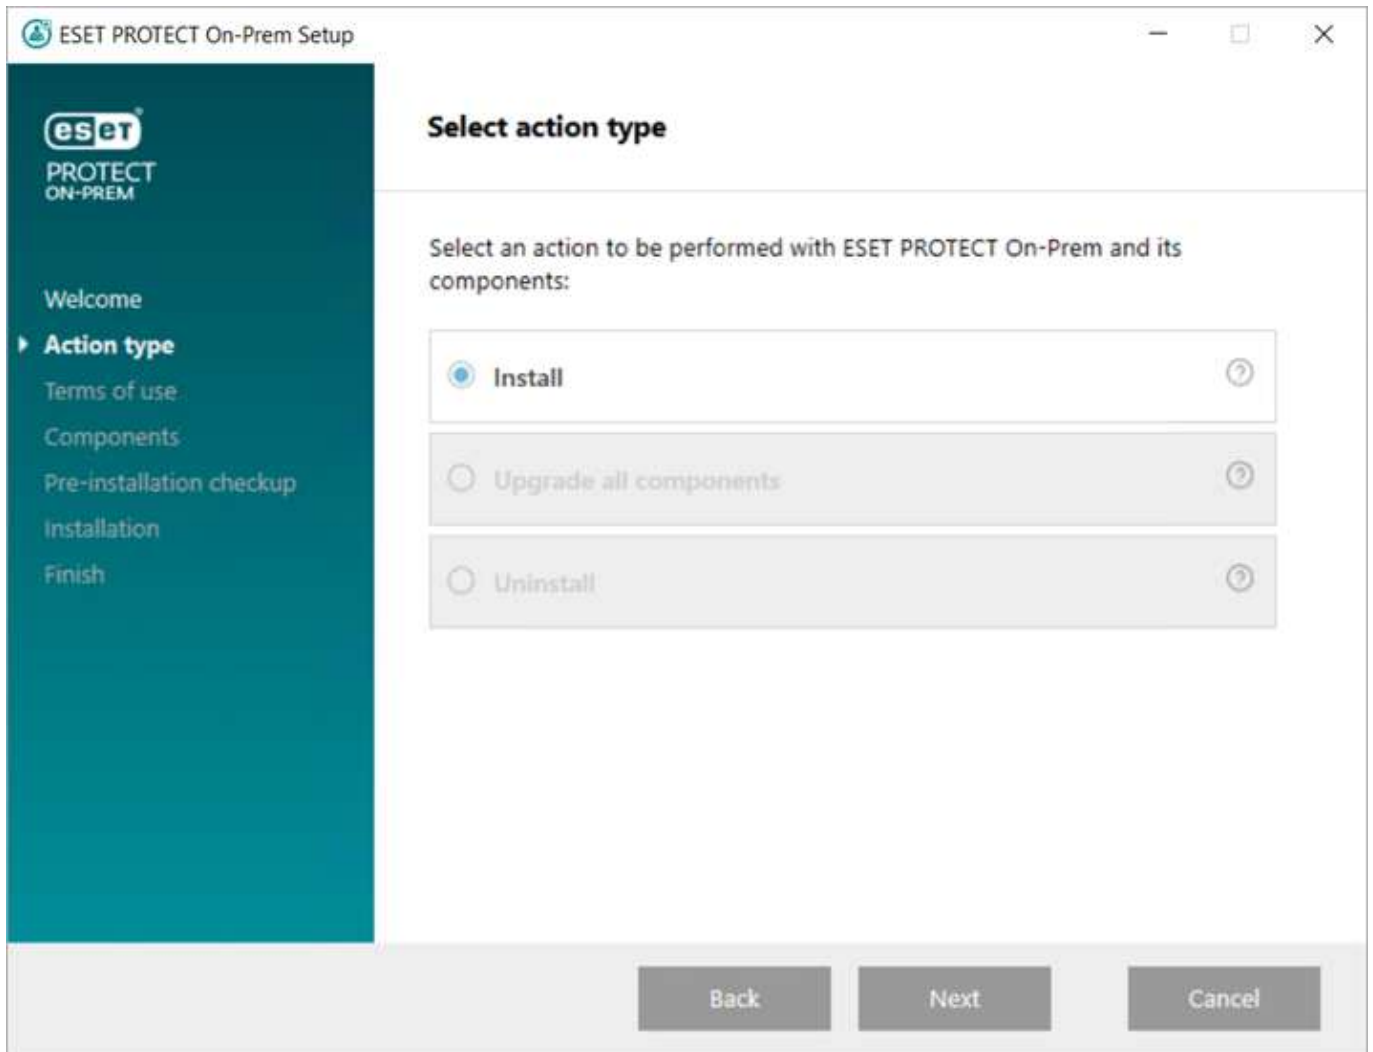 ESET PROTECT On-Prem Setup
eseT
PROTECT
ON-PREM
Welcome
Action type
Terms of use
Components
Pre-installation checkup
Installation
Finish
Select action type
Select an action to be performed with ESET PROTECT On-Prem and its
components:
Install
Upgrade all components
Uninstall
Back Next Cancel